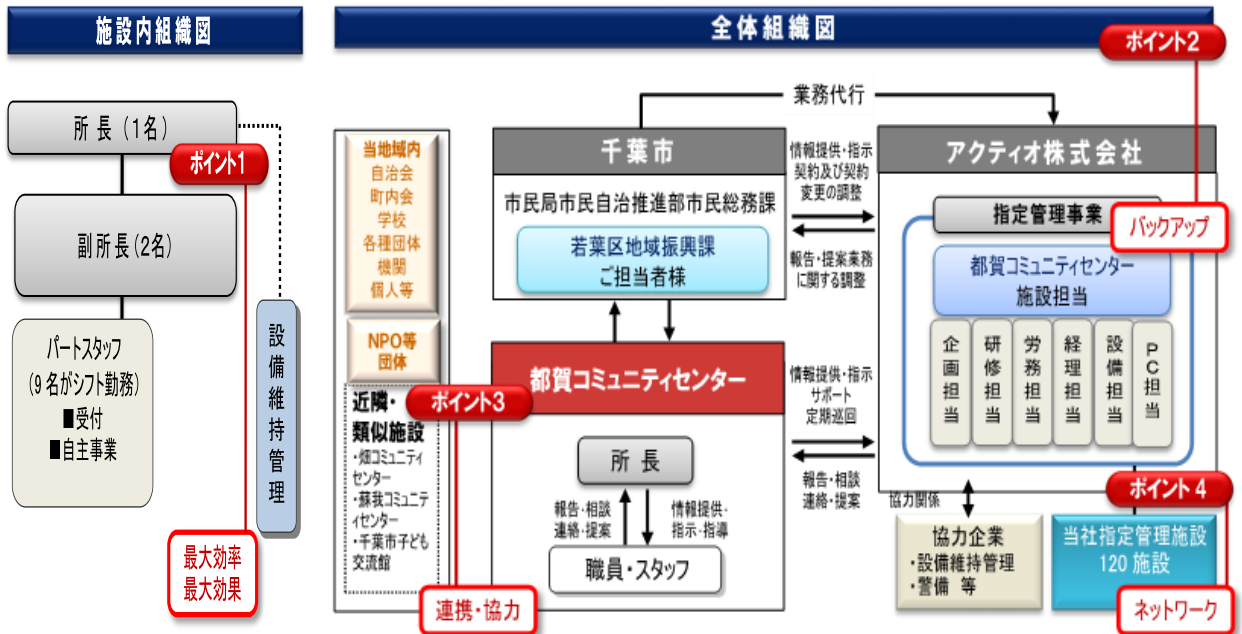 施設内組織図
所長(1名)
ポイント1
副所長(2名)
パートスタッフ
(9名がシフト勤務)
■受付
■自主事業
設備維持管理
最大効率
最大効果
全体組織図
ポイント2
業務代行
当地域内
自治会
町内会
学校
各種団体
機関
個人等
NPO等
団体
近隣・
類似施設
・畑コミュニティ
センター
・蘇我コミュニ
ティセンター
・千葉市子ども
交流館
ポイント3
連携・協力
千葉市
市民局市民自治推進部市民総務課
若葉区地域振興課
ご担当者様
都賀コミュニティセンター
所長
報告・相談
連絡・提案
情報提供・
指示・指導
職員・スタッフ
情報提供・指示
契約及び契約
変更の調整
報告・提案業務
に関する調整
情報提供・指示
サポート
定期巡回
報告・相談
連絡・提案
アクティオ株式会社
指定管理事業
バックアップ
都賀コミュニティセンター
施設担当
企画担当
研修担当
労務担当
経理担当
設備担当
PC担当
ポイント4
協力関係
協力企業
・設備維持管理
・警備 等
当社指定管理施設
120施設
ネットワーク